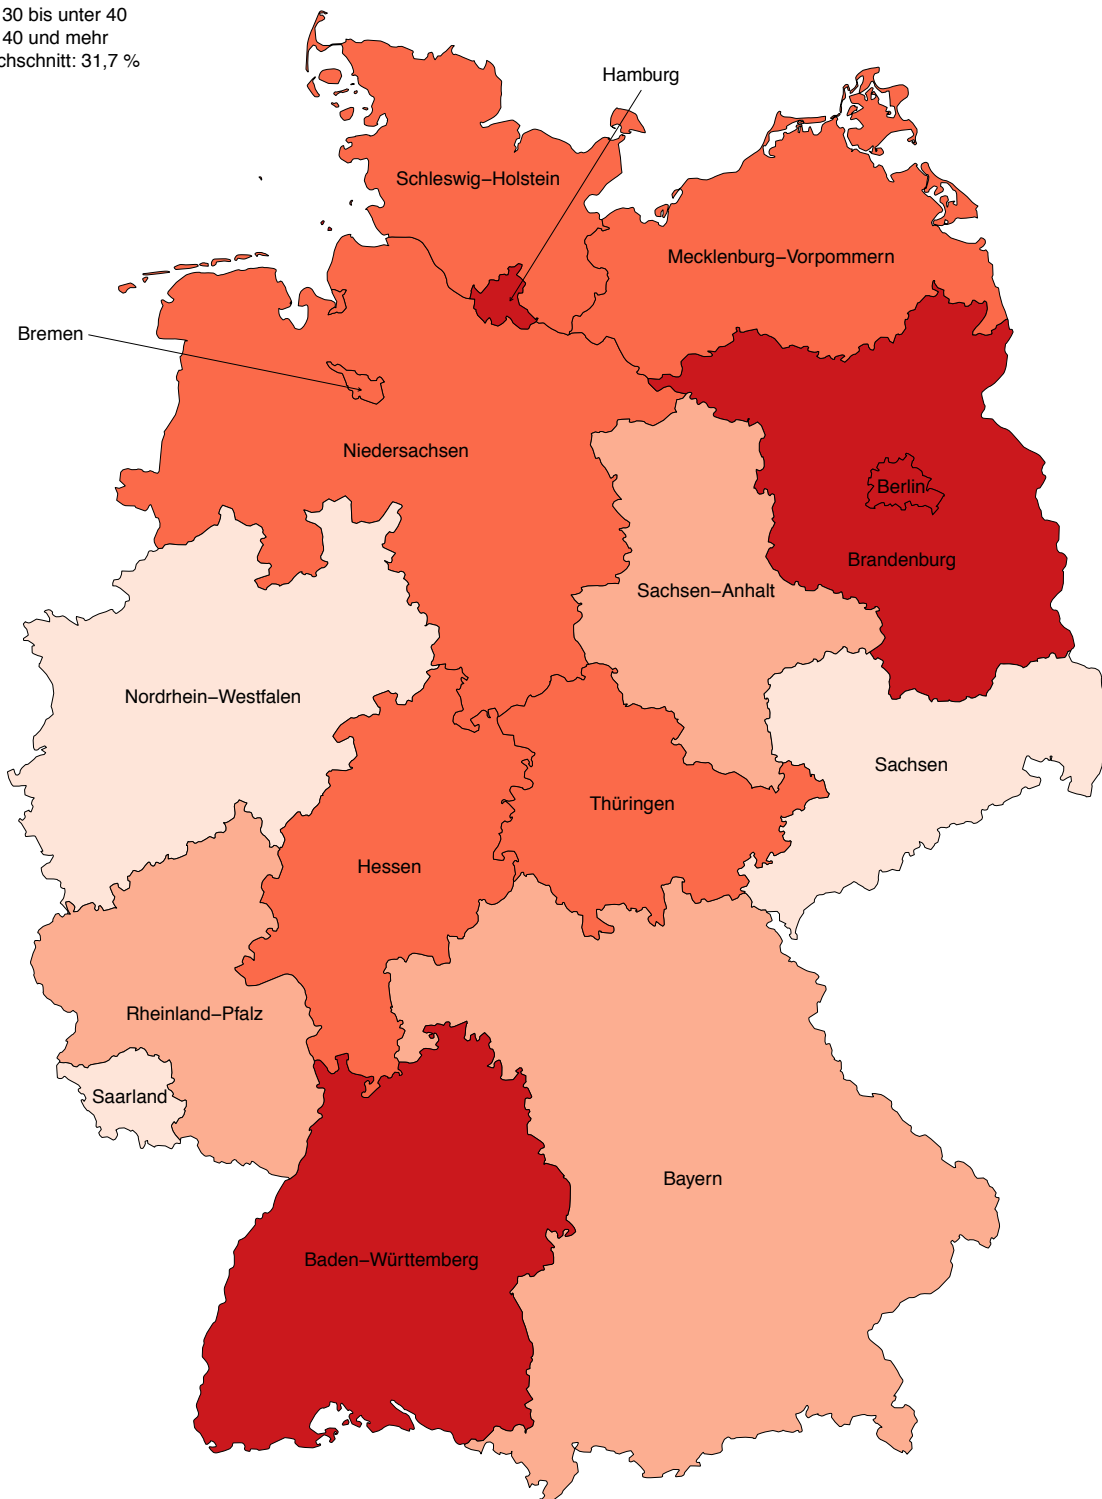 30 bis unter 40
40 und mehr
chschnitt: 31,7 %
Hamburg
Schleswig−Holstein
Mecklenburg−Vorpommern
Bremen
Niedersachsen
Berlin
Brandenburg
Sachsen−Anhalt
Nordrhein−Westfalen
Sachsen
Thüringen
Hessen
Rheinland−Pfalz
Saarland
Bayern
Baden−Württemberg